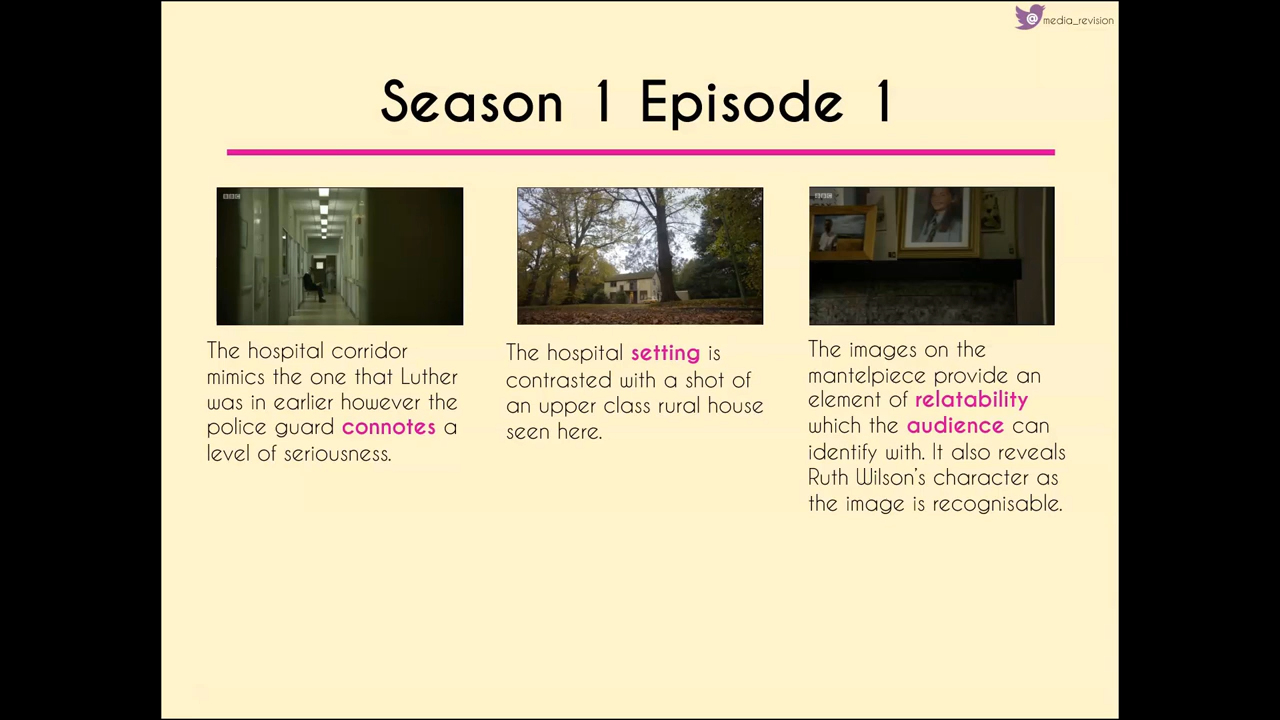 @media_revision
Season 1 Episode 1
BBC
BBC
The hospital corridor
mimics the one that Luther
was in earlier however the
police guard connotes a
level of seriousness.
The hospital setting is
contrasted with a shot of
an upper class rural house
seen here.
The images on the
mantelpiece provide an
element of relatability
which the audience can
identify with. It also reveals
Ruth Wilson's character as
the image is recognisable.